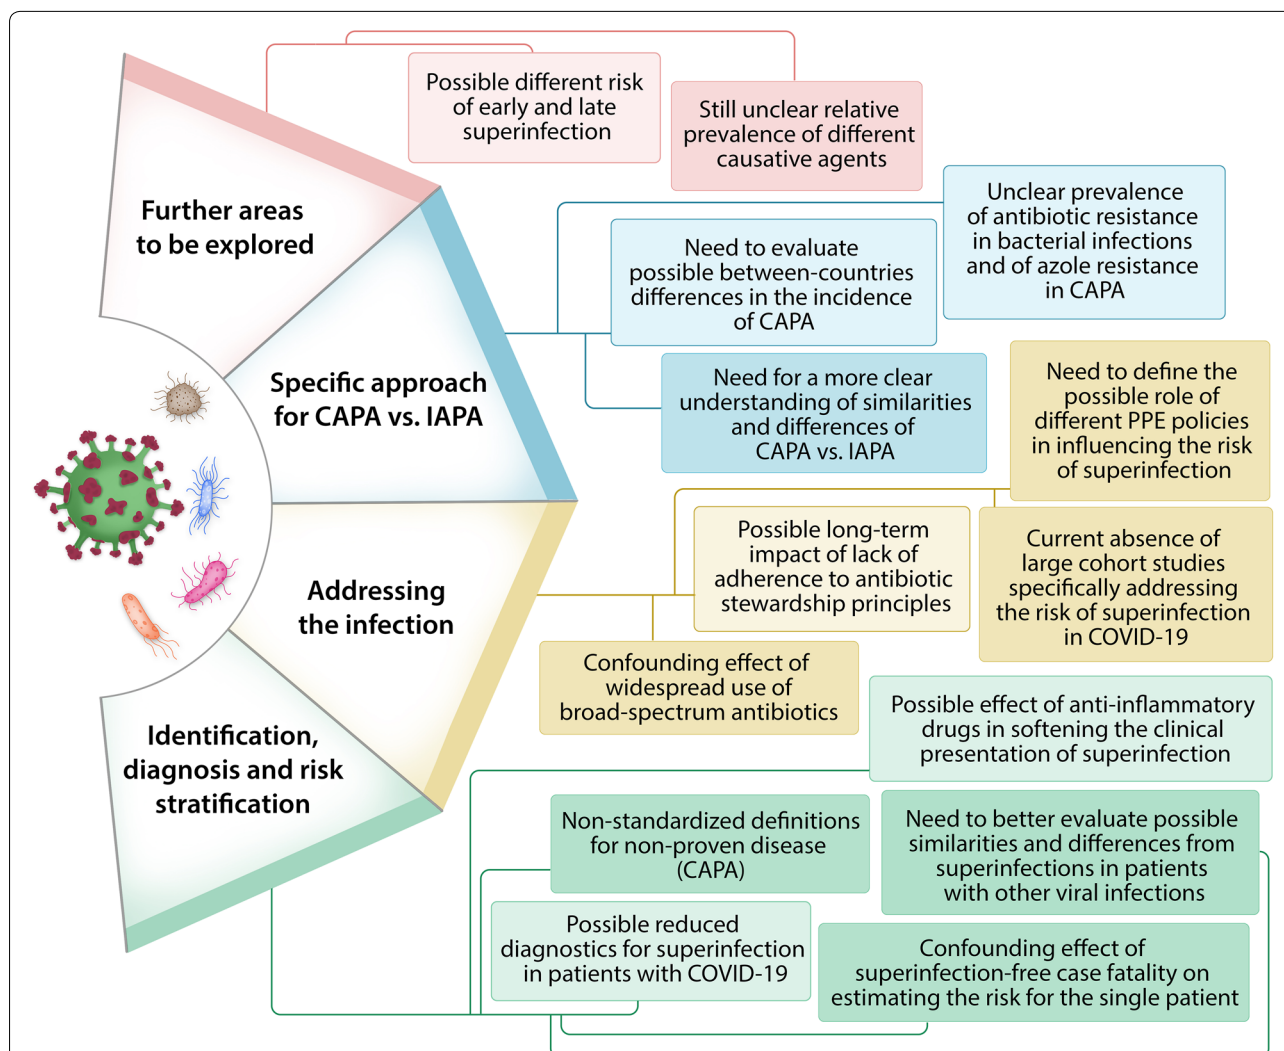 Further areas
to be explored
Possible different risk
of early and late
superinfection
Still unclear relative
prevalence of different
causative agents
Specific approach
for CAPA vs. IAPA
Unclear prevalence
of antibiotic resistance
in bacterial infections
and of azole resistance
in CAPA
Need to evaluate
possible between-countries
differences in the incidence
of CAPA
Need for a more clear
understanding of similarities
and differences of
CAPA vs. IAPA
Addressing
the infection
Need to define the
possible role of
different PPE policies
in influencing the risk
of superinfection
Possible long-term
impact of lack of
adherence to antibiotic
stewardship principles
Current absence of
large cohort studies
specifically addressing
the risk of superinfection
in COVID-19
Confounding effect of
widespread use of
broad-spectrum antibiotics
Identification,
diagnosis and risk
stratification
Possible effect of anti-inflammatory
drugs in softening the clinical
presentation of superinfection
Non-standardized definitions
for non-proven disease
(CAPA)
Need to better evaluate possible
similarities and differences from
superinfections in patients
with other viral infections
Possible reduced
diagnostics for superinfection
in patients with COVID-19
Confounding effect of
superinfection-free case fatality on
estimating the risk for the single patient